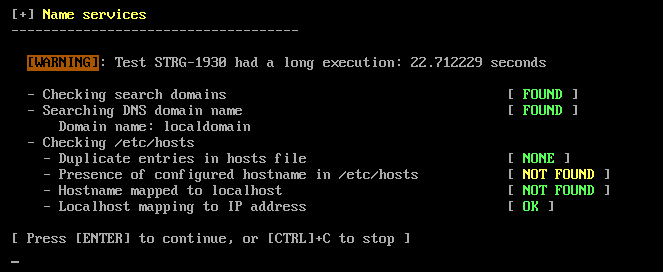 [+] Name services
------------------------------------
[WARNING]: Test STRG-1930 had a long execution: 22.712229 seconds
- Checking search domains [ FOUND ]
- Searching DNS domain name [ FOUND ]
Domain name: localdomain
- Checking /etc/hosts
- Duplicate entries in hosts file [ NONE ]
- Presence of configured hostname in /etc/hosts [ NOT FOUND ]
- Hostname mapped to localhost [ NOT FOUND ]
- Localhost mapping to IP address [ OK ]
[ Press [ENTER] to continue, or [CTRL]+C to stop ]
_